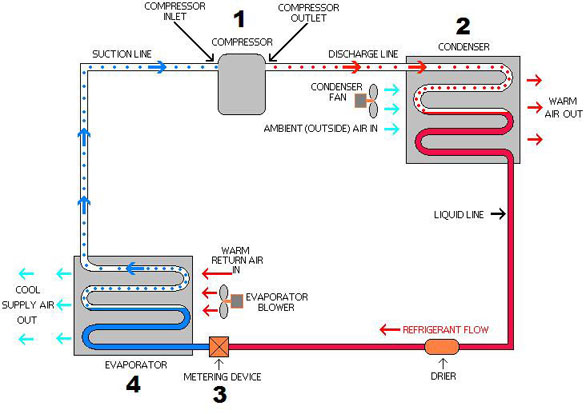 COMPRESSOR
INLET
1
COMPRESSOR
OUTLET
2
SUCTION LINE
COMPRESSOR
DISCHARGE LINE
CONDENSER
CONDENSER
FAN
WARM
AIR OUT
AMBIENT (OUTSIDE) AIR IN
LIQUID LINE
WARM
RETURN AIR
IN
COOL
SUPPLY AIR
OUT
EVAPORATOR
BLOWER
REFRIGERANT FLOW
EVAPORATOR
4
METERING DEVICE
3
DRIER